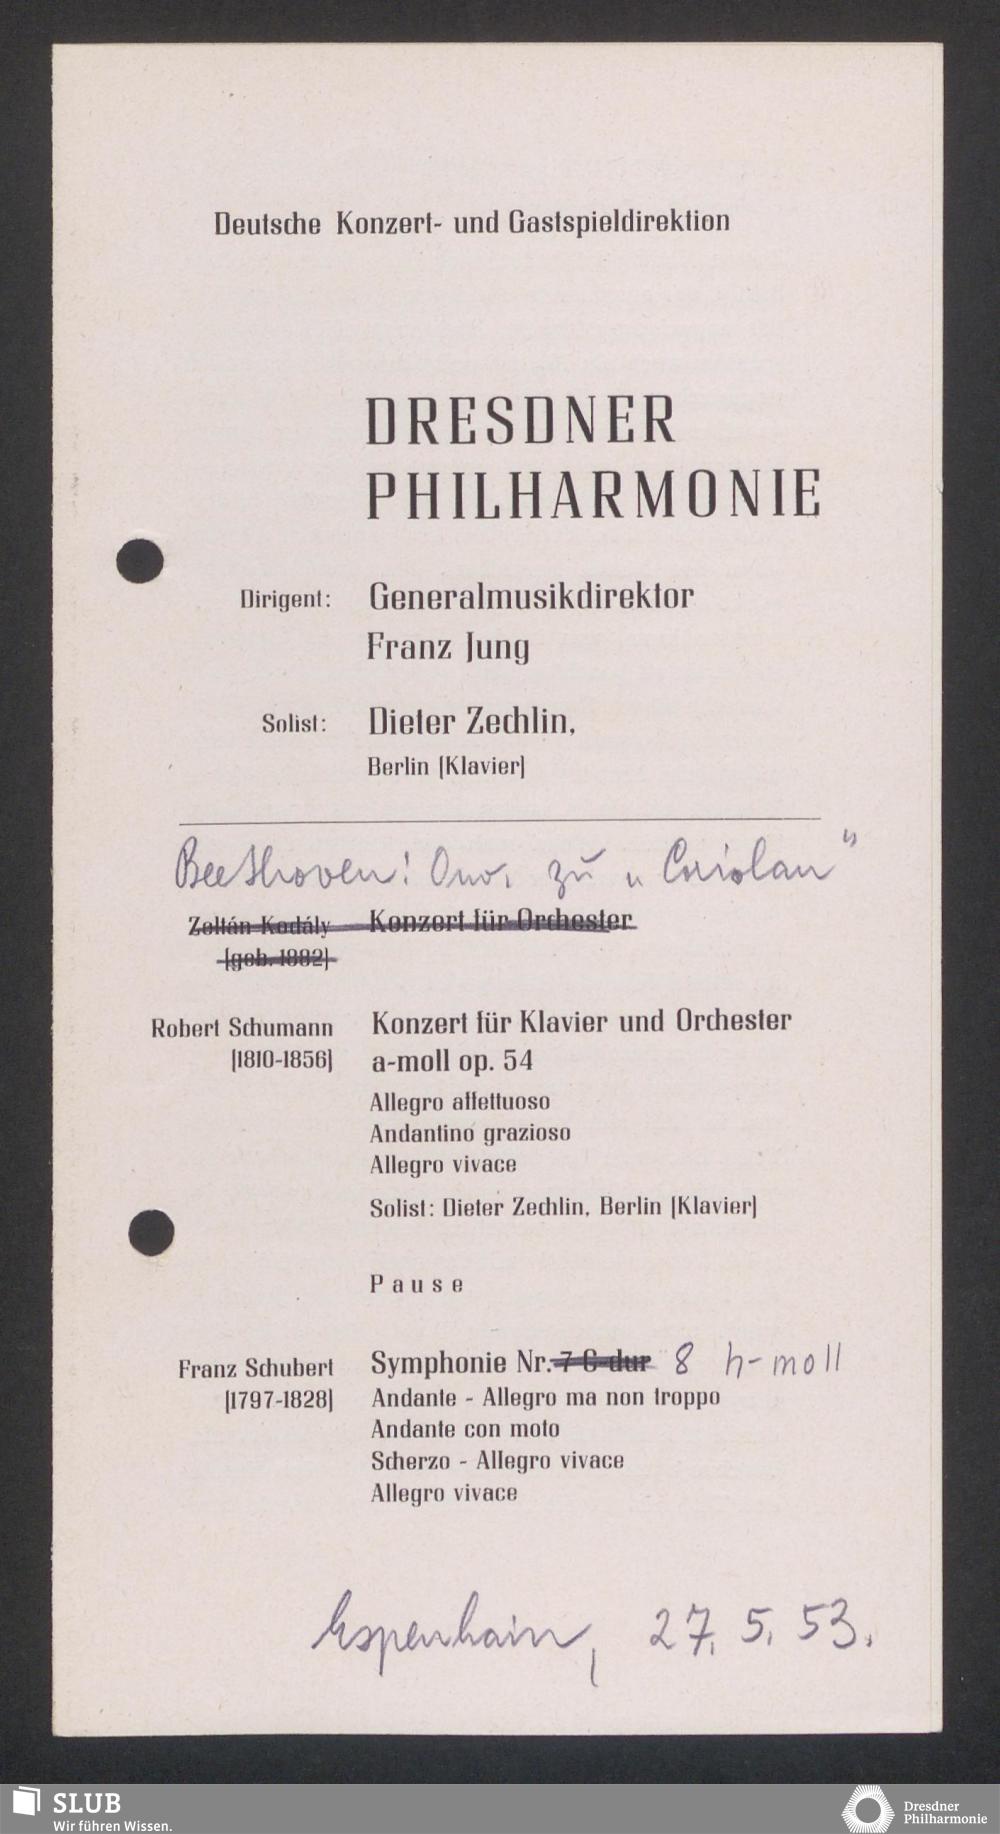 Deutsche Konzert- und Gastspieldirektion
DRESDNER
PHILHARMONIE
Dirigent: Generalmusikdirektor
Franz Jung
Solist: Dieter Zechlin,
Berlin (Klavier)
Beethoven: Ouv. zu „Coriolan"
Zoltán Kodály Konzert für Orchester
(geb. 1882)
Robert Schumann Konzert für Klavier und Orchester
(1810-1856) a-moll op. 54
Allegro affettuoso
Andantino grazioso
Allegro vivace
Solist: Dieter Zechlin, Berlin (Klavier)
Pause
Franz Schubert Symphonie Nr. 7 C-dur 8 h-moll
(1797-1828) Andante - Allegro ma non troppo
Andante con moto
Scherzo - Allegro vivace
Allegro vivace
Espenhain, 27. 5. 53.
SLUB
Wir führen Wissen.
Dresdner
Philharmonie